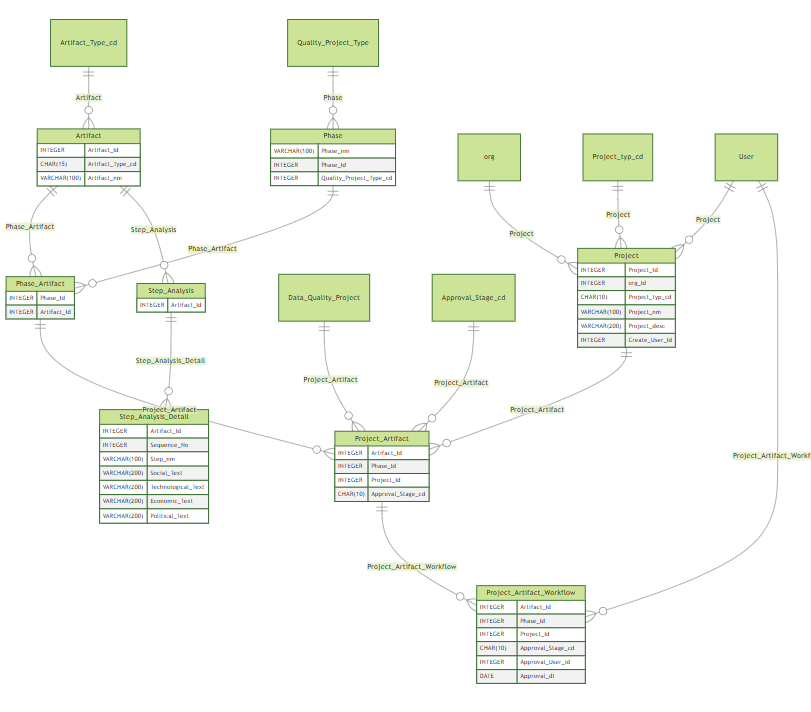 Artifact_Type_cd
Quality_Project_Type
Artifact
Phase
Artifact
INTEGER Artifact_Id
CHAR(15) Artifact_Type_cd
VARCHAR(100) Artifact_nm
Phase
VARCHAR(100) Phase_nm
INTEGER Phase_Id
INTEGER Quality_Project_Type_cd
org
Project_typ_cd
User
Phase_Artifact
Step_Analysis
Phase_Artifact
Project
Project
Project
Phase_Artifact
INTEGER Phase_Id
INTEGER Artifact_Id
Step_Analysis
INTEGER Artifact_Id
Data_Quality_Project
Approval_Stage_cd
Project
INTEGER Project_Id
INTEGER org_Id
CHAR(10) Project_typ_cd
VARCHAR(100) Project_nm
VARCHAR(200) Project_desc
INTEGER Create_User_Id
Step_Analysis_Detail
Project_Artifact
Project_Artifact
Project_Artifact
Project_Artifact
Step_Analysis_Detail
INTEGER Artifact_Id
INTEGER Sequence_No
VARCHAR(100) Step_nm
VARCHAR(200) Social_Text
VARCHAR(200) Technological_Text
VARCHAR(200) Economic_Text
VARCHAR(200) Political_Text
Project_Artifact
INTEGER Artifact_Id
INTEGER Phase_Id
INTEGER Project_Id
CHAR(10) Approval_Stage_cd
Project_Artifact_Workf
Project_Artifact_Workflow
Project_Artifact_Workflow
INTEGER Artifact_Id
INTEGER Phase_Id
INTEGER Project_Id
CHAR(10) Approval_Stage_cd
INTEGER Approval_User_Id
DATE Approval_dt